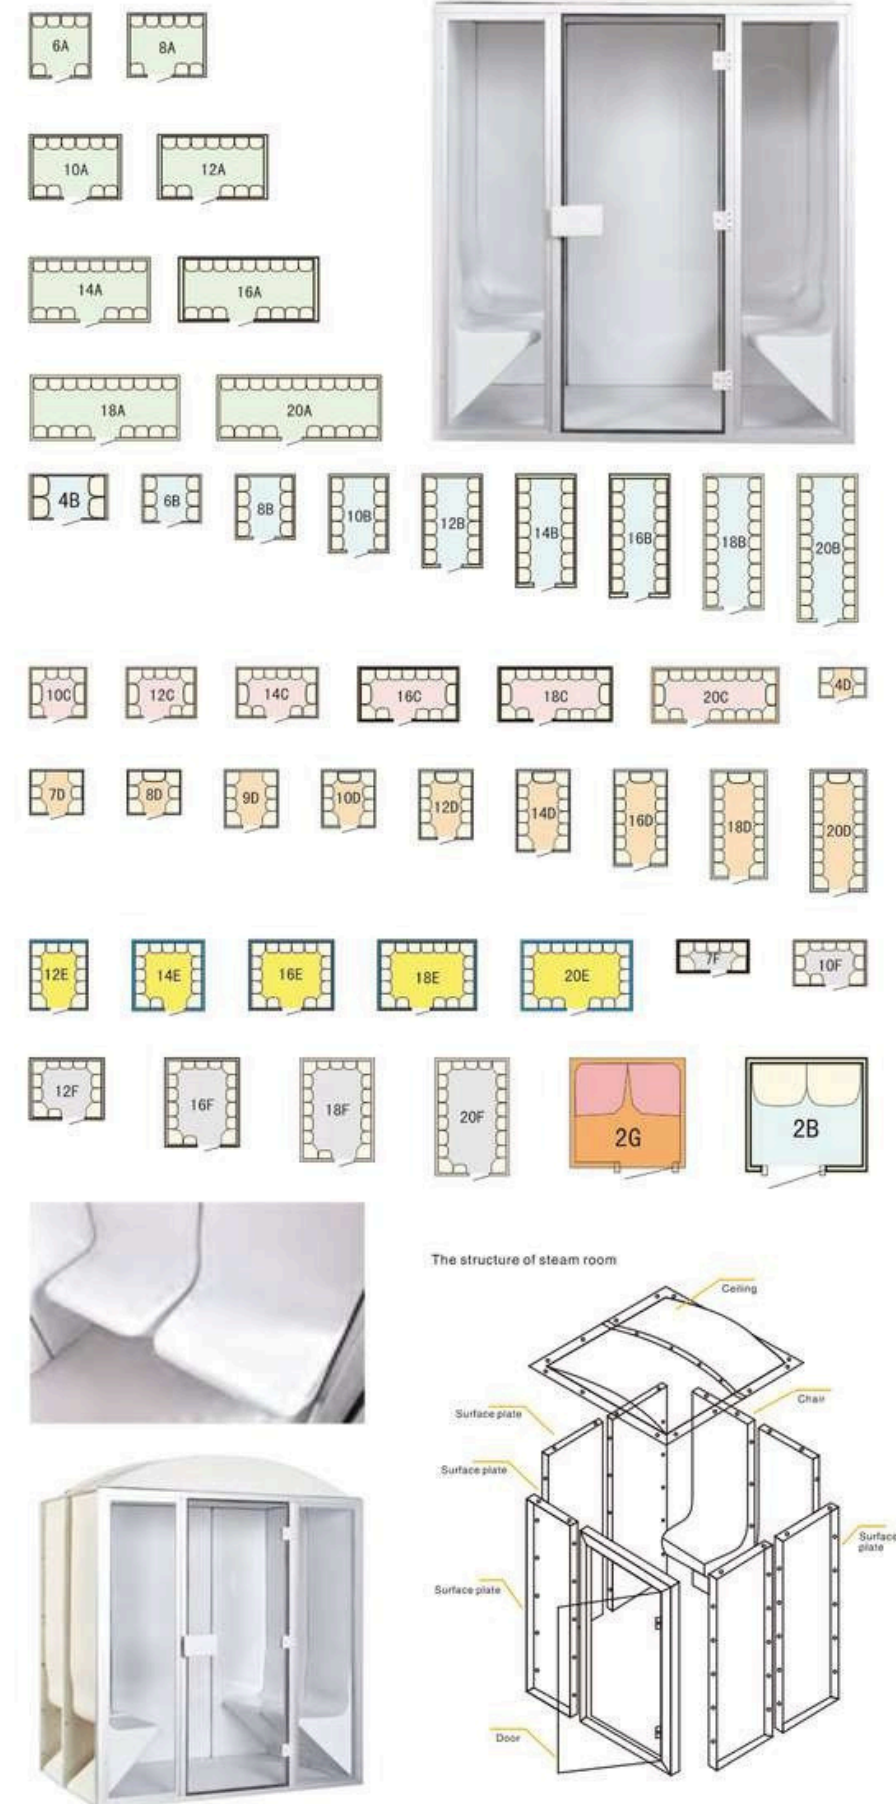 6A
8A
10A
12A
14A
16A
18A
20A
4B
6B
8B
10B
12B
14B
16B
18B
20B
10C
12C
14C
16C
18C
20C
4D
7D
8D
9D
10D
12D
14D
16D
18D
20D
12E
14E
16E
18E
20E
7F
10F
12F
16F
18F
20F
2G
2B
The structure of steam room
Ceiling
Chair
Surface plate
Surface plate
Surface
plate
Surface plate
Door